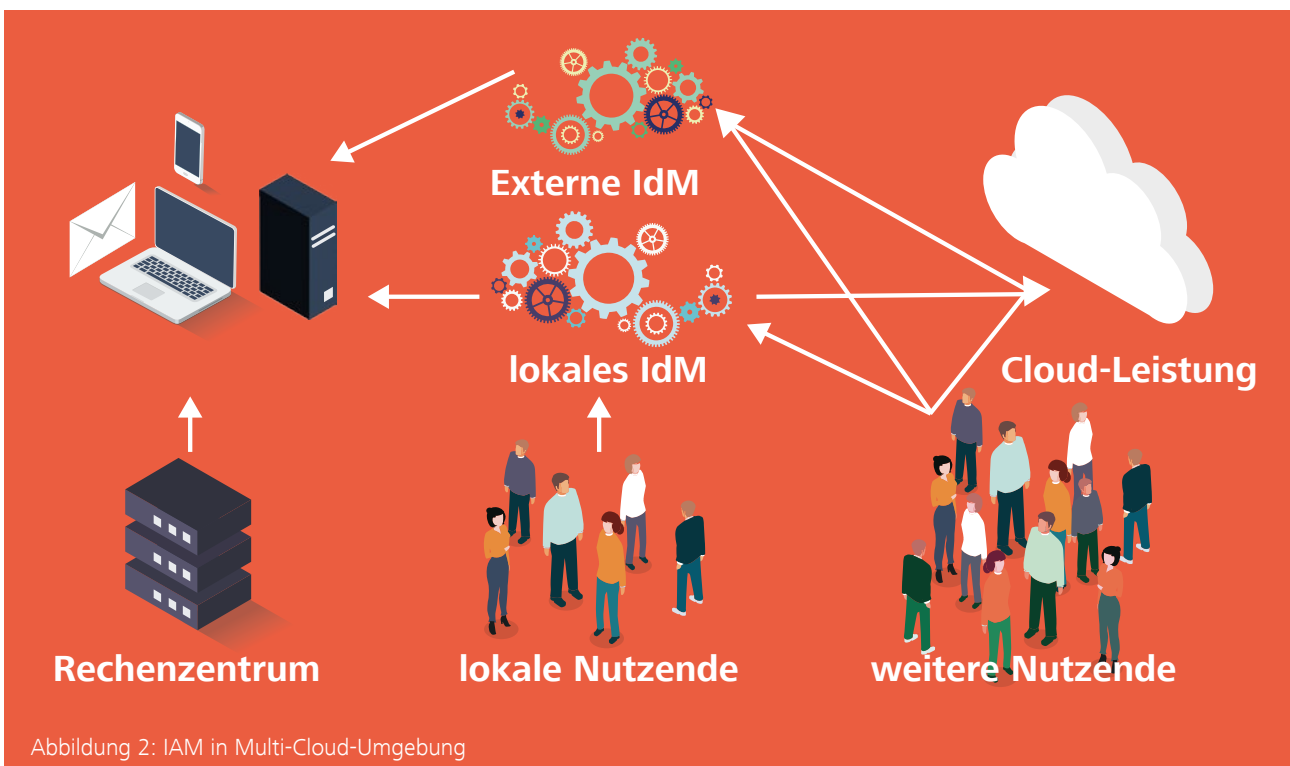 Externe IdM
lokales IdM
Cloud-Leistung
Rechenzentrum
lokale Nutzende
weitere Nutzende
Abbildung 2: IAM in Multi-Cloud-Umgebung